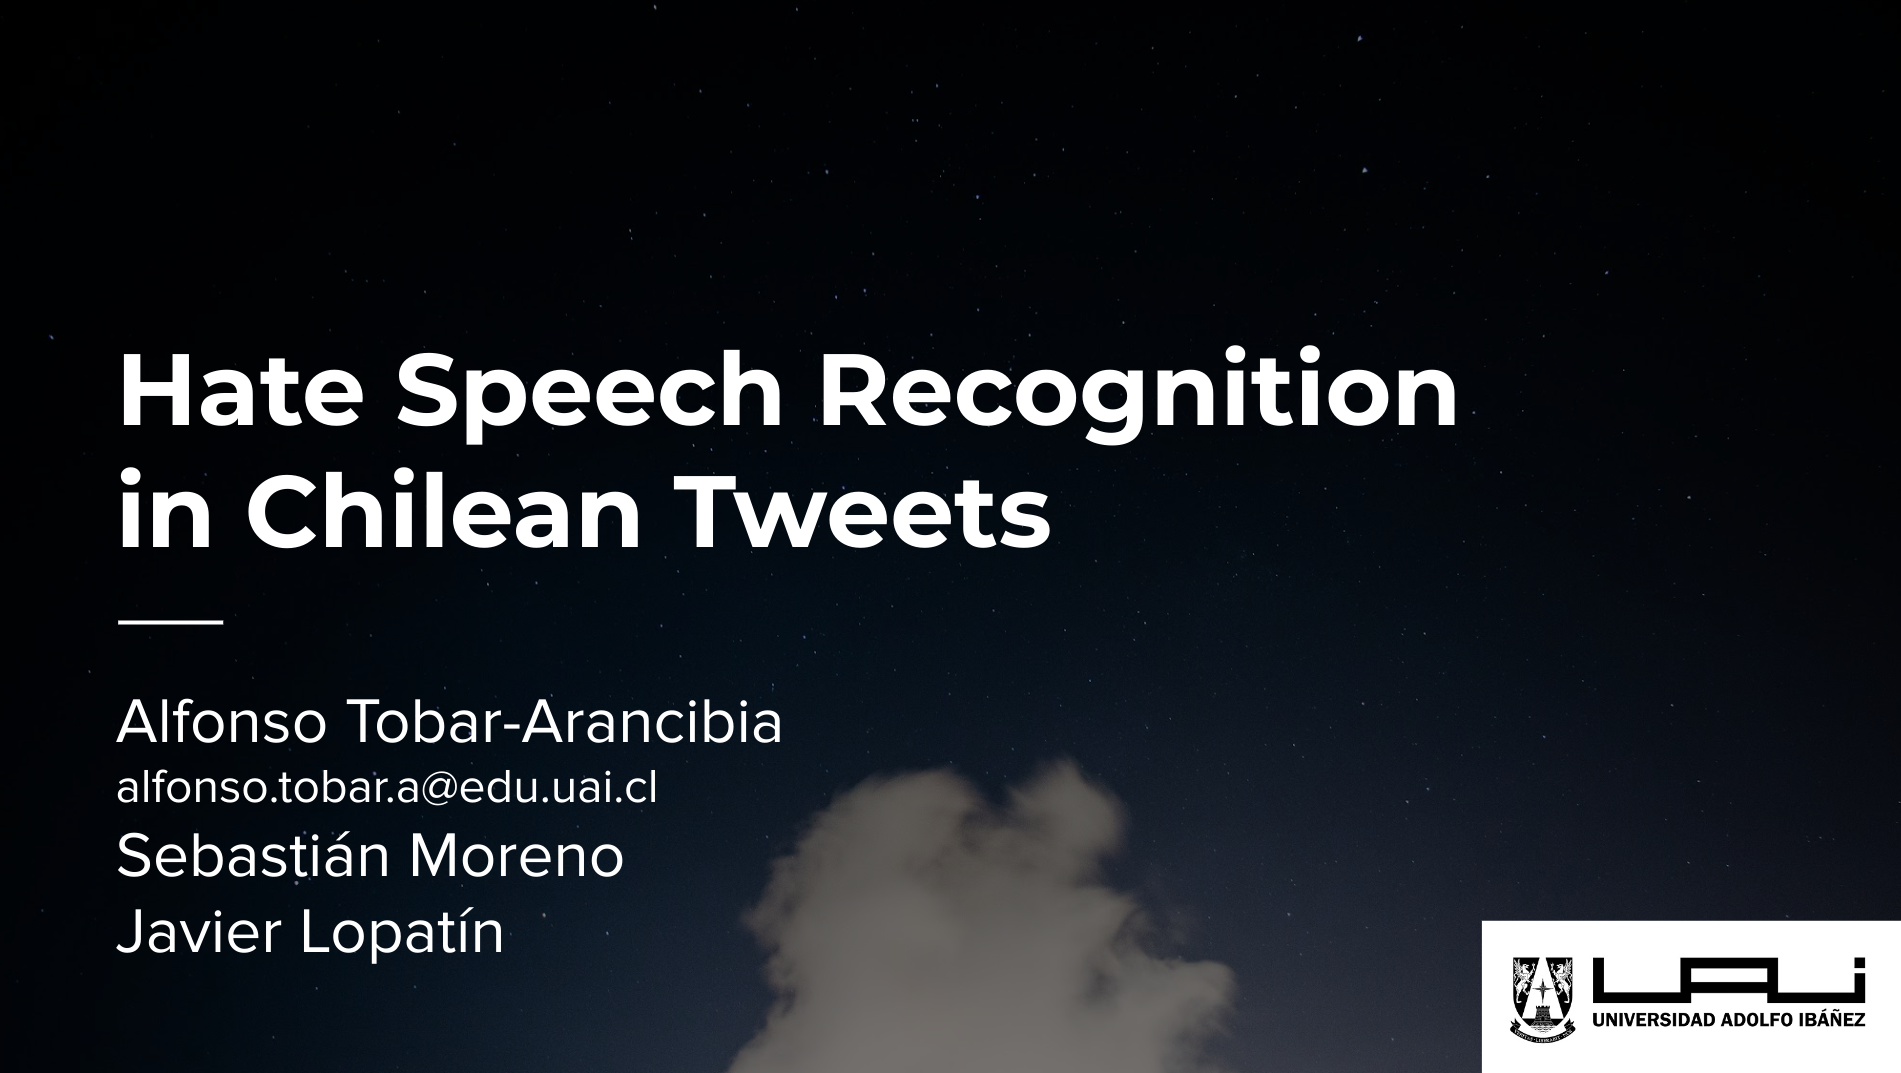 Hate Speech Recognition
in Chilean Tweets
Alfonso Tobar-Arancibia
alfonso.tobar.a@edu.uai.cl
Sebastián Moreno
Javier Lopatín
UAi
UNIVERSIDAD ADOLFO IBÁÑEZ